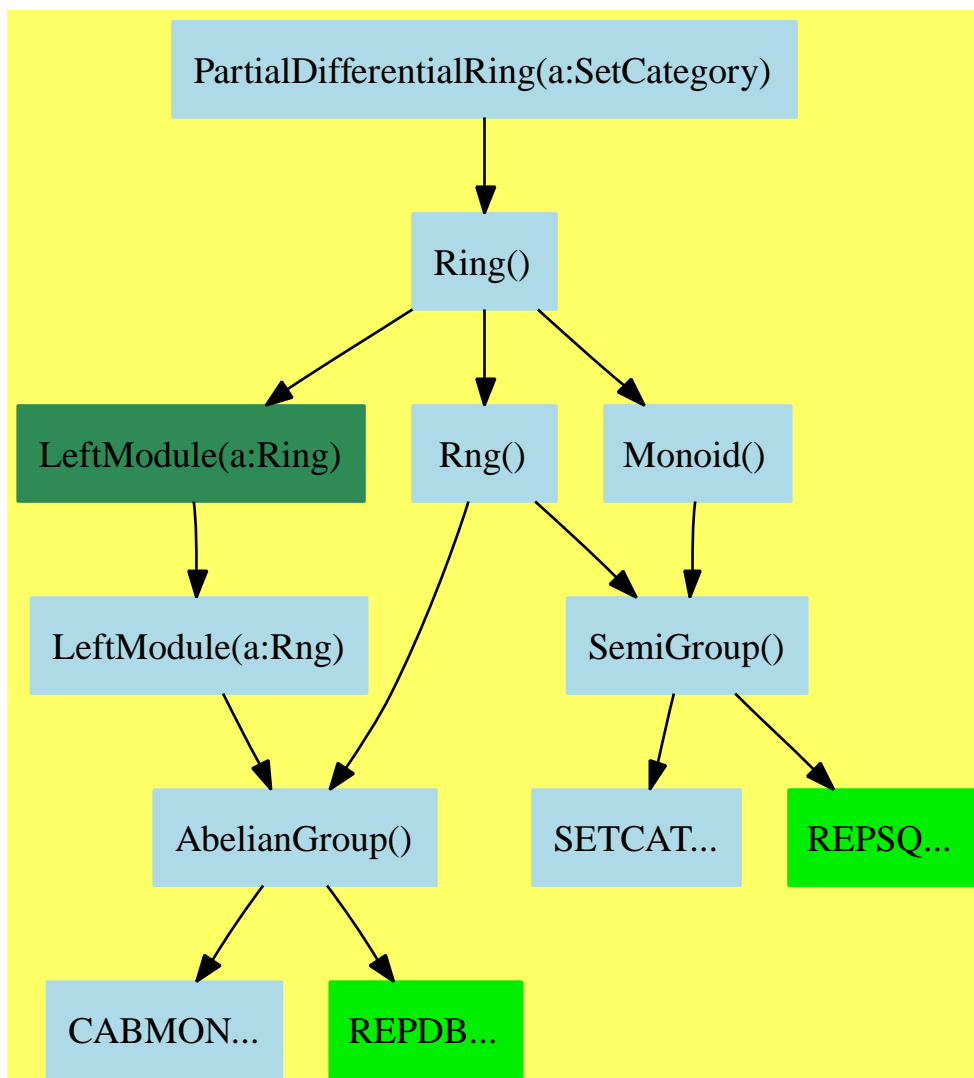 PartialDifferentialRing(a:SetCategory)
Ring()
LeftModule(a:Ring)
Rng()
Monoid()
LeftModule(a:Rng)
SemiGroup()
AbelianGroup()
SETCAT...
REPSQ...
CABMON...
REPDB...